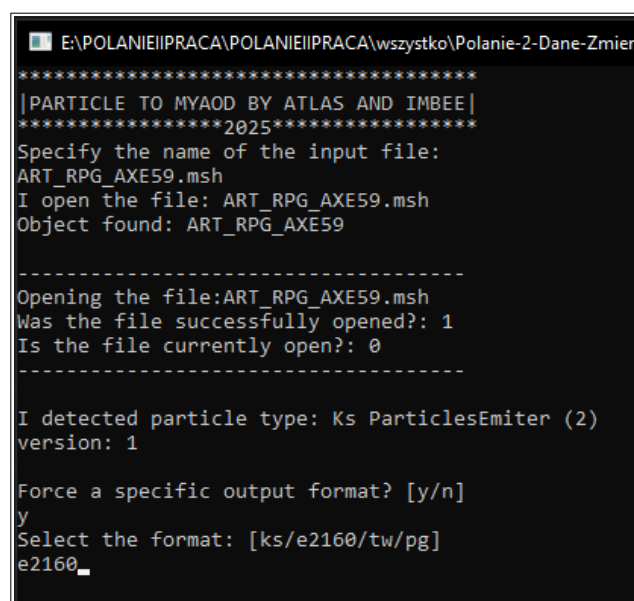 E:\POLANIEIIPRACA\POLANIEIIPRACA\wszystko\Polanie-2-Dane-Zmier
**************************************
|PARTICLE TO MYAOD BY ATLAS AND IMBEE|
*****************2025*****************
Specify the name of the input file:
ART_RPG_AXE59.msh
I open the file: ART_RPG_AXE59.msh
Object found: ART_RPG_AXE59
-------------------------------------
Opening the file:ART_RPG_AXE59.msh
Was the file successfully opened?: 1
Is the file currently open?: 0
-------------------------------------
I detected particle type: Ks ParticlesEmiter (2)
version: 1
Force a specific output format? [y/n]
y
Select the format: [ks/e2160/tw/pg]
e2160_